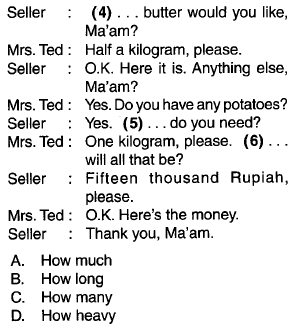 Seller : (4) . . . butter would you like,
Ma'am?
Mrs. Ted : Half a kilogram, please.
Seller : O.K. Here it is. Anything else,
Ma'am?
Mrs. Ted : Yes. Do you have any potatoes?
Seller : Yes. (5) . . . do you need?
Mrs. Ted : One kilogram, please. (6) . . .
will all that be?
Seller : Fifteen thousand Rupiah,
please.
Mrs. Ted : O.K. Here's the money.
Seller : Thank you, Ma'am.
A. How much
B. How long
C. How many
D. How heavy